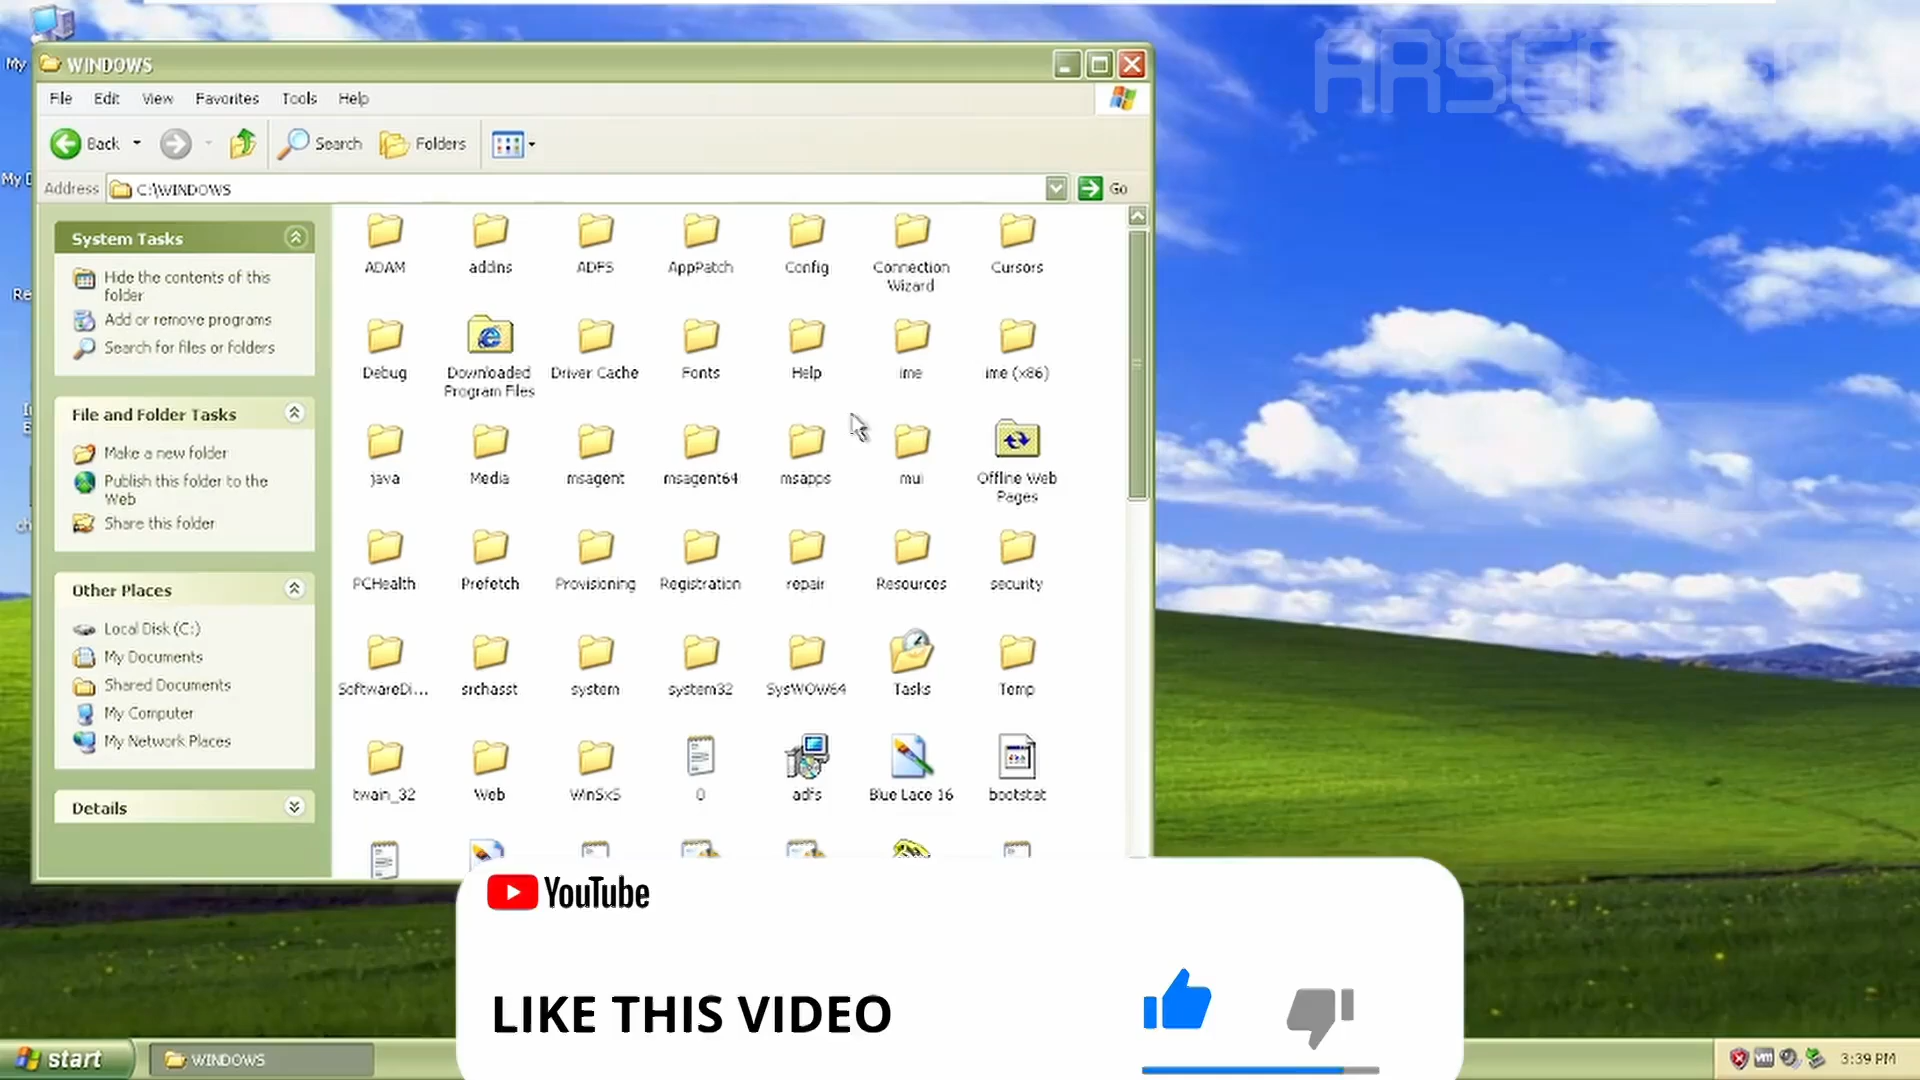 ARSENTECH
My
WINDOWS
File Edit View Favorites Tools Help
Back Search Folders
Address C:\WINDOWS Go
My D
Re
System Tasks
Hide the contents of this
folder
Add or remove programs
Search for files or folders
File and Folder Tasks
Make a new folder
Publish this folder to the
Web
Share this folder
Other Places
Local Disk (C:)
My Documents
Shared Documents
My Computer
My Network Places
Details
ADAM addins ADFS AppPatch Config Connection Cursors
Wizard
Debug Downloaded Driver Cache Fonts Help ime ime (x86)
Program Files
java Media msagent msagent64 msapps mui Offline Web
Pages
PCHealth Prefetch Provisioning Registration repair Resources security
SoftwareDi... srchasst system system32 SysWOW64 Tasks Temp
twain_32 Web WinSxS 0 adfs Blue Lace 16 bootstat
YouTube
LIKE THIS VIDEO
start WINDOWS vm 3:39 PM